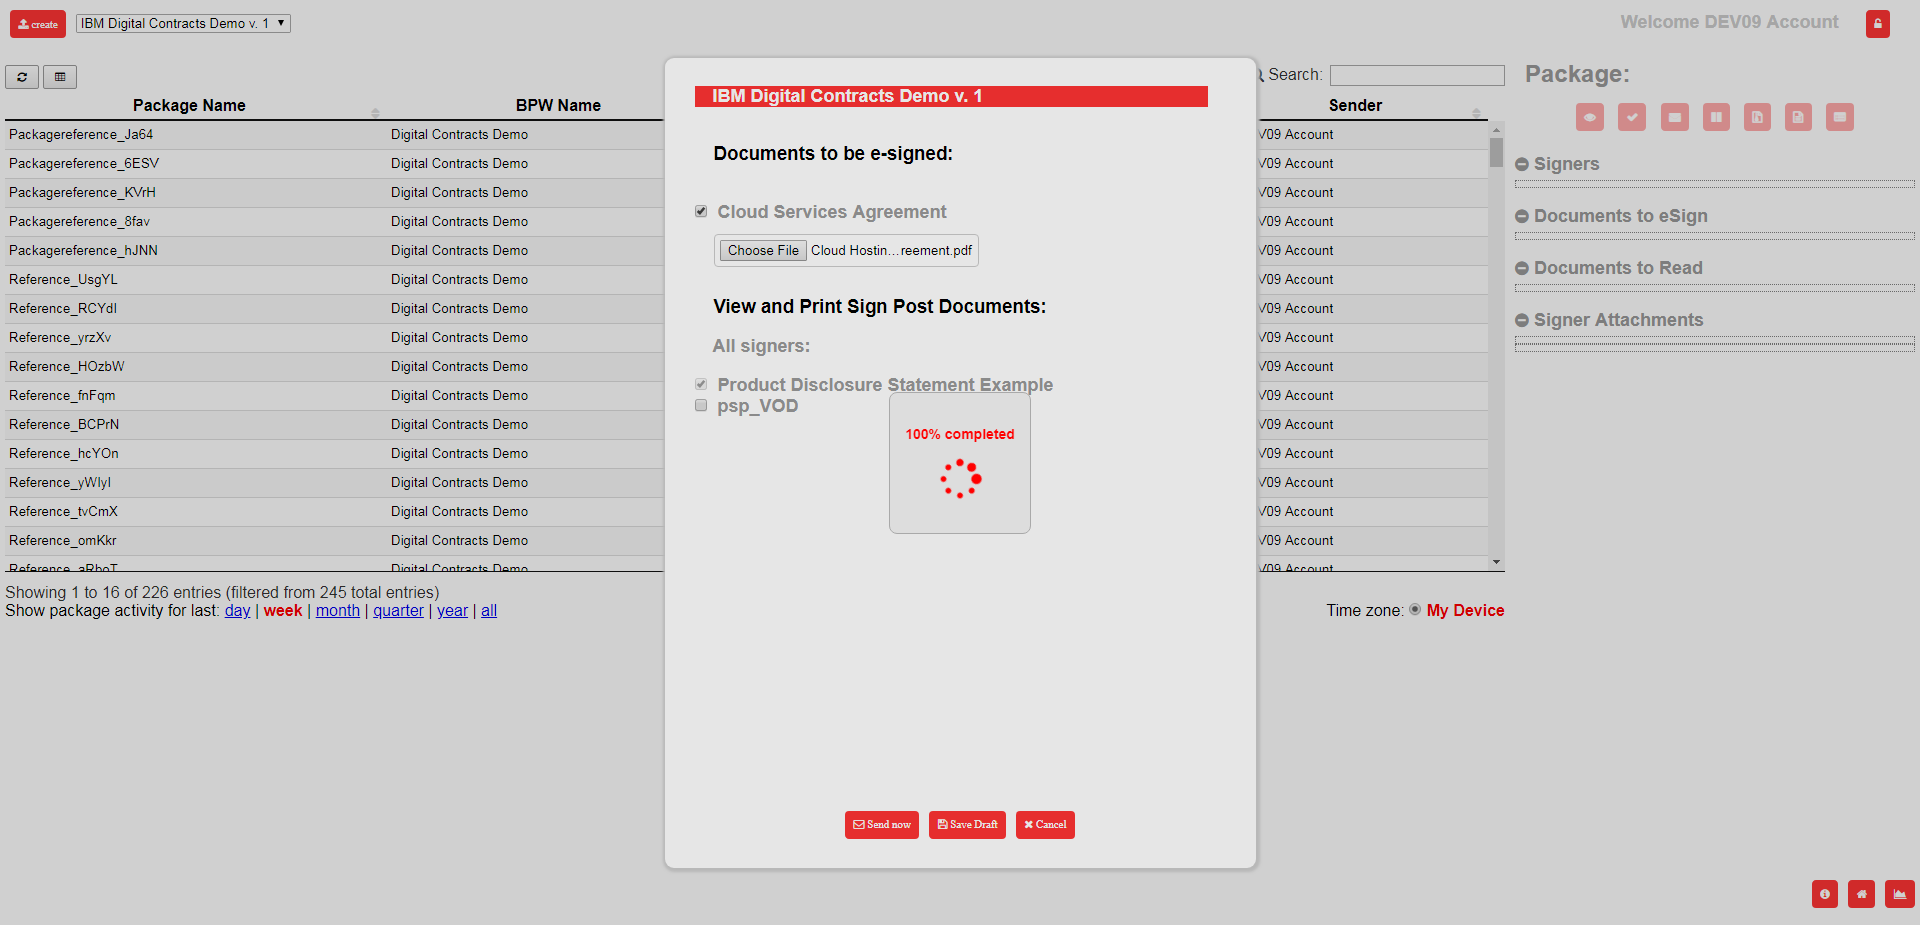 create IBM Digital Contracts Demo v. 1
Welcome DEV09 Account
Search:
Package:
Package Name BPW Name Sender
Packagereference_Ja64 Digital Contracts Demo V09 Account
Packagereference_6ESV Digital Contracts Demo V09 Account
Packagereference_KVrH Digital Contracts Demo V09 Account
Packagereference_8fav Digital Contracts Demo V09 Account
Packagereference_hJNN Digital Contracts Demo V09 Account
Reference_UsgYL Digital Contracts Demo V09 Account
Reference_RCYdI Digital Contracts Demo V09 Account
Reference_yrzXv Digital Contracts Demo V09 Account
Reference_HOzbW Digital Contracts Demo V09 Account
Reference_fnFqm Digital Contracts Demo V09 Account
Reference_BCPrN Digital Contracts Demo V09 Account
Reference_hcYOn Digital Contracts Demo V09 Account
Reference_yWIyI Digital Contracts Demo V09 Account
Reference_tvCmX Digital Contracts Demo V09 Account
Reference_omKkr Digital Contracts Demo V09 Account
Reference_aRboT Digital Contracts Demo V09 Account
Showing 1 to 16 of 226 entries (filtered from 245 total entries)
Show package activity for last: day | week | month | quarter | year | all
Time zone: My Device
IBM Digital Contracts Demo v. 1
Documents to be e-signed:
Cloud Services Agreement
Choose File Cloud Hostin...reement.pdf
View and Print Sign Post Documents:
All signers:
Product Disclosure Statement Example
psp_VOD
100% completed
Send now Save Draft Cancel
Signers
Documents to eSign
Documents to Read
Signer Attachments